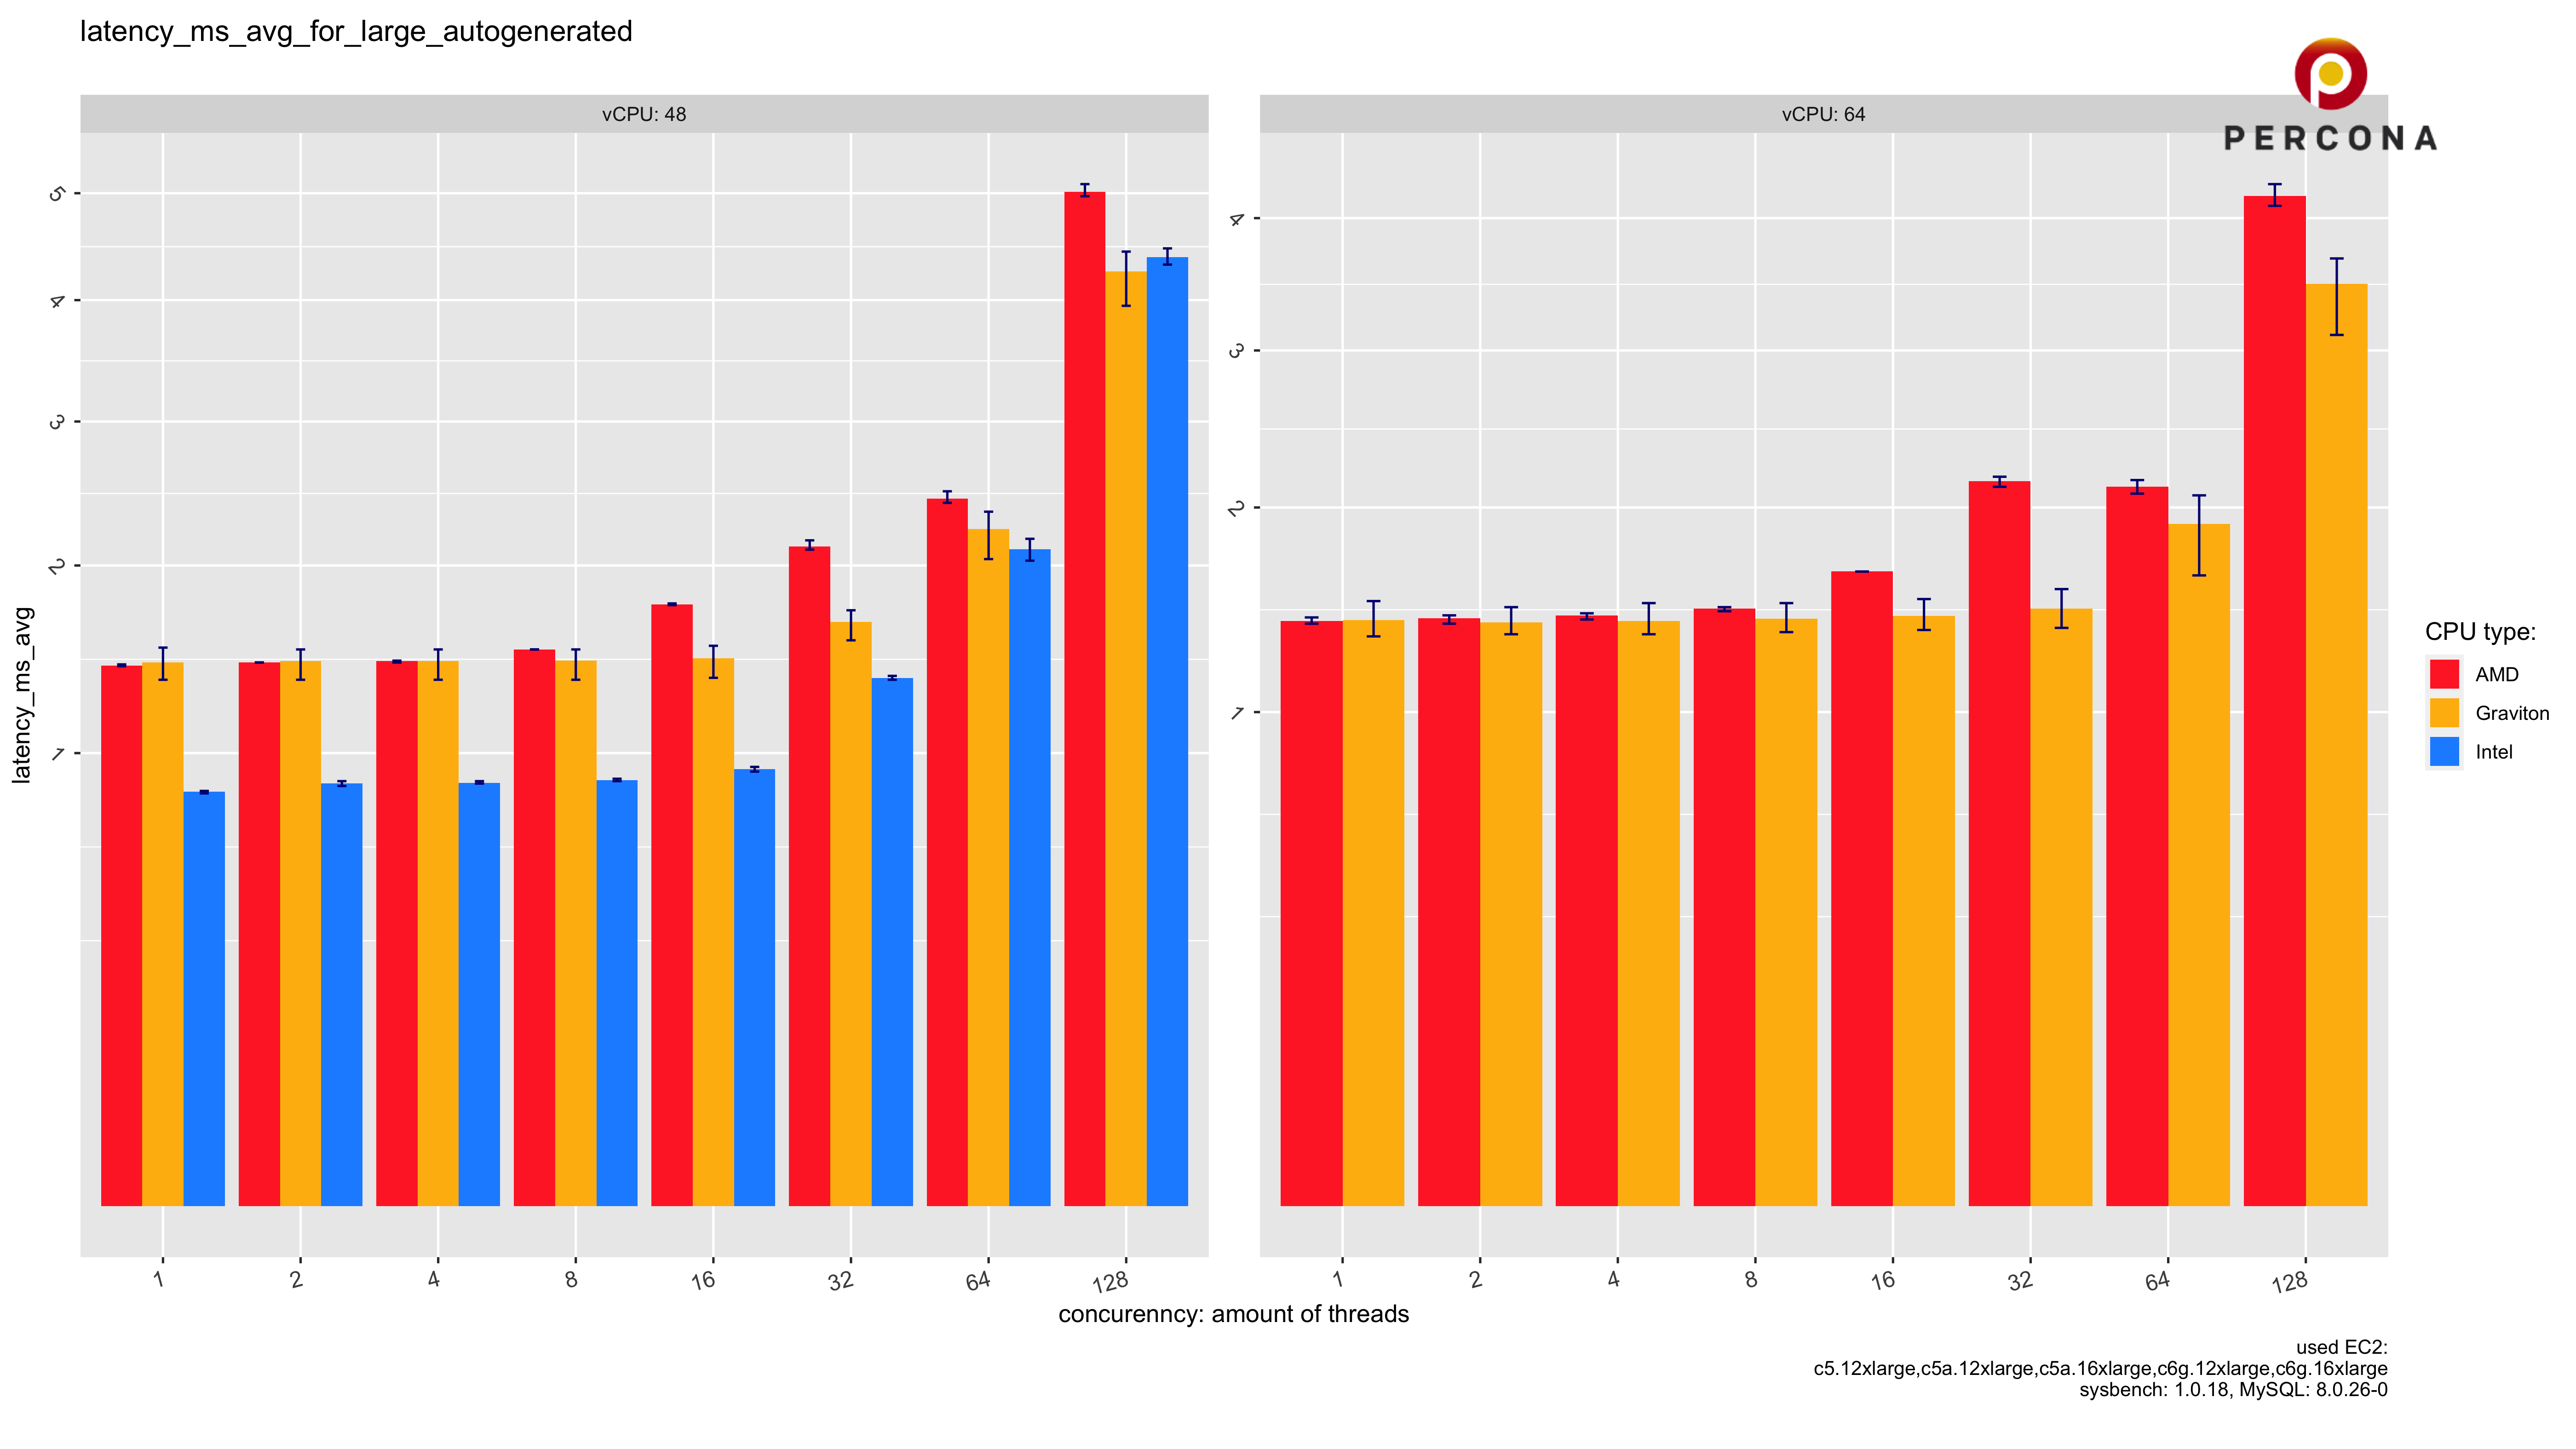 latency_ms_avg_for_large_autogenerated
PERCONA
vCPU: 48
vCPU: 64
latency_ms_avg
5
4
3
2
1
4
3
2
1
1 2 4 8 16 32 64 128
1 2 4 8 16 32 64 128
concurenncy: amount of threads
CPU type:
AMD
Graviton
Intel
used EC2:
c5.12xlarge,c5a.12xlarge,c5a.16xlarge,c6g.12xlarge,c6g.16xlarge
sysbench: 1.0.18, MySQL: 8.0.26-0